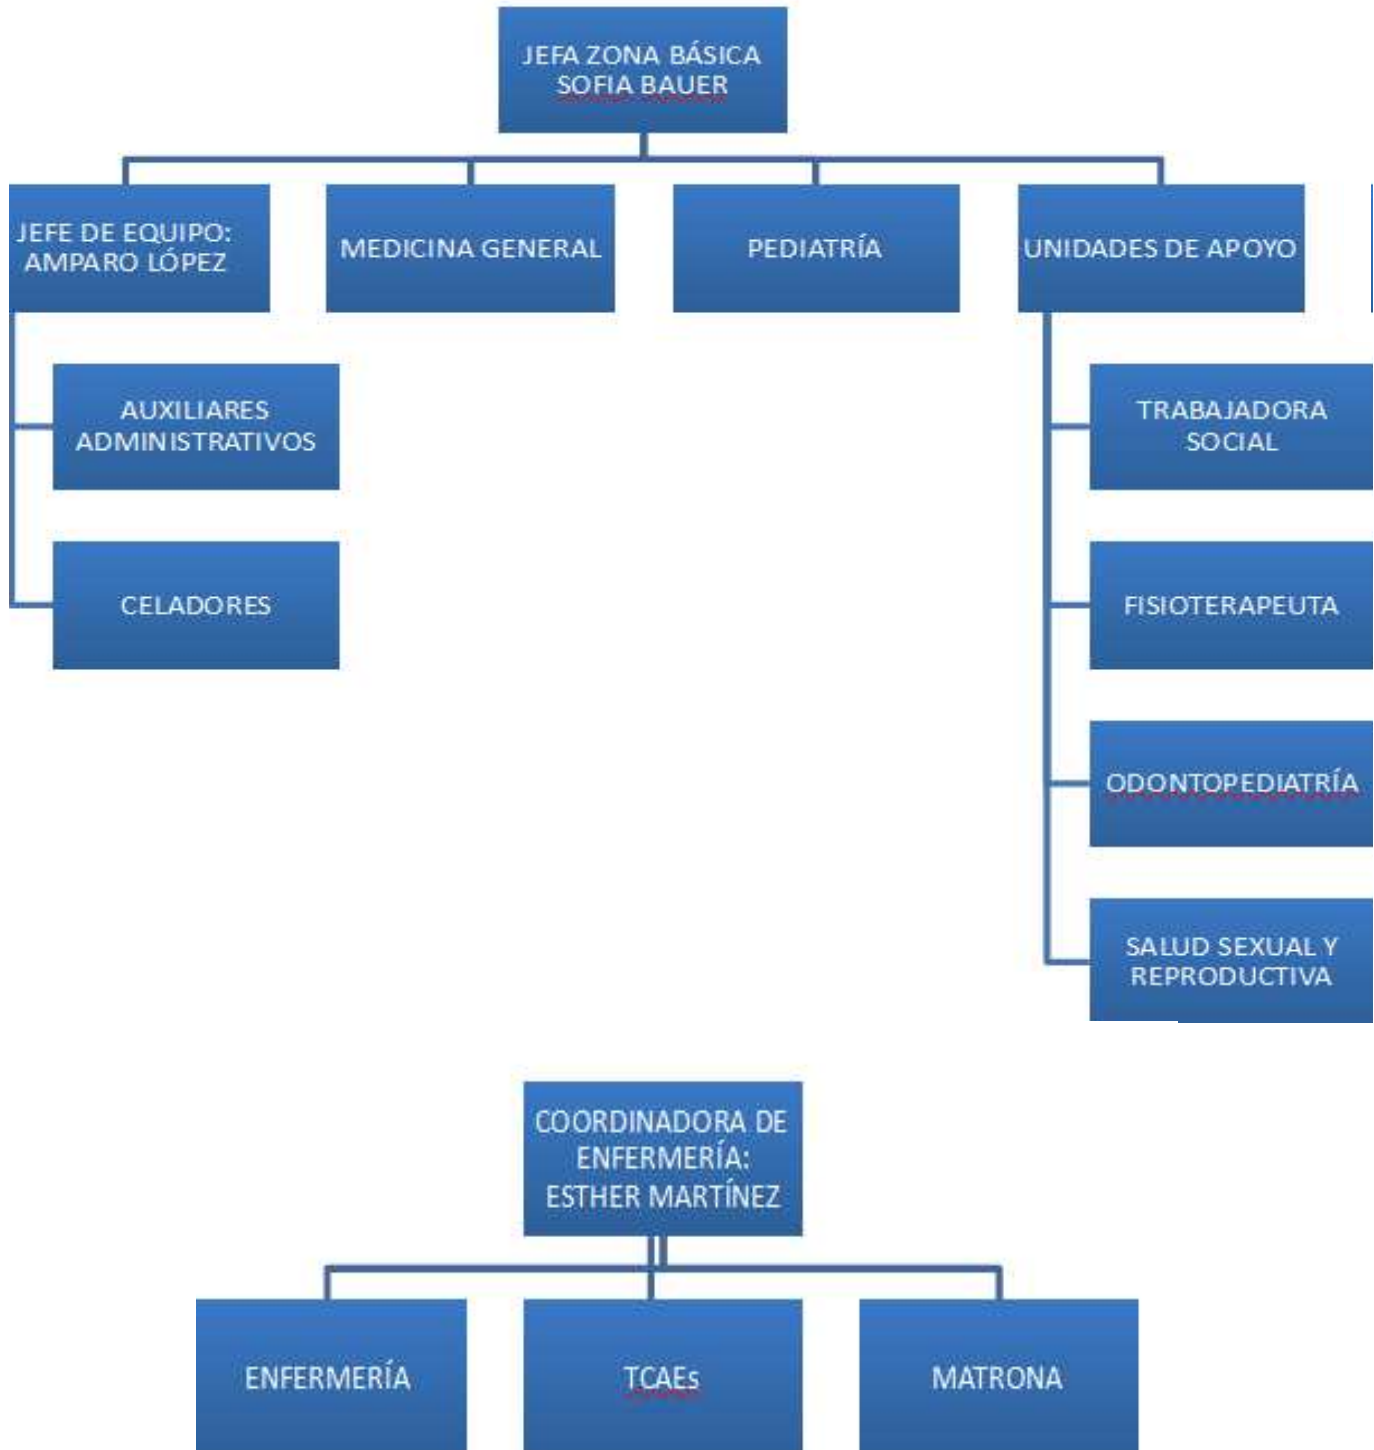 JEFA ZONA BÁSICA
SOFIA BAUER
JEFE DE EQUIPO:
AMPARO LÓPEZ
MEDICINA GENERAL
PEDIATRÍA
UNIDADES DE APOYO
AUXILIARES
ADMINISTRATIVOS
CELADORES
TRABAJADORA
SOCIAL
FISIOTERAPEUTA
ODONTOPEDIATRÍA
SALUD SEXUAL Y
REPRODUCTIVA
COORDINADORA DE
ENFERMERÍA:
ESTHER MARTÍNEZ
ENFERMERÍA
TCAEs
MATRONA